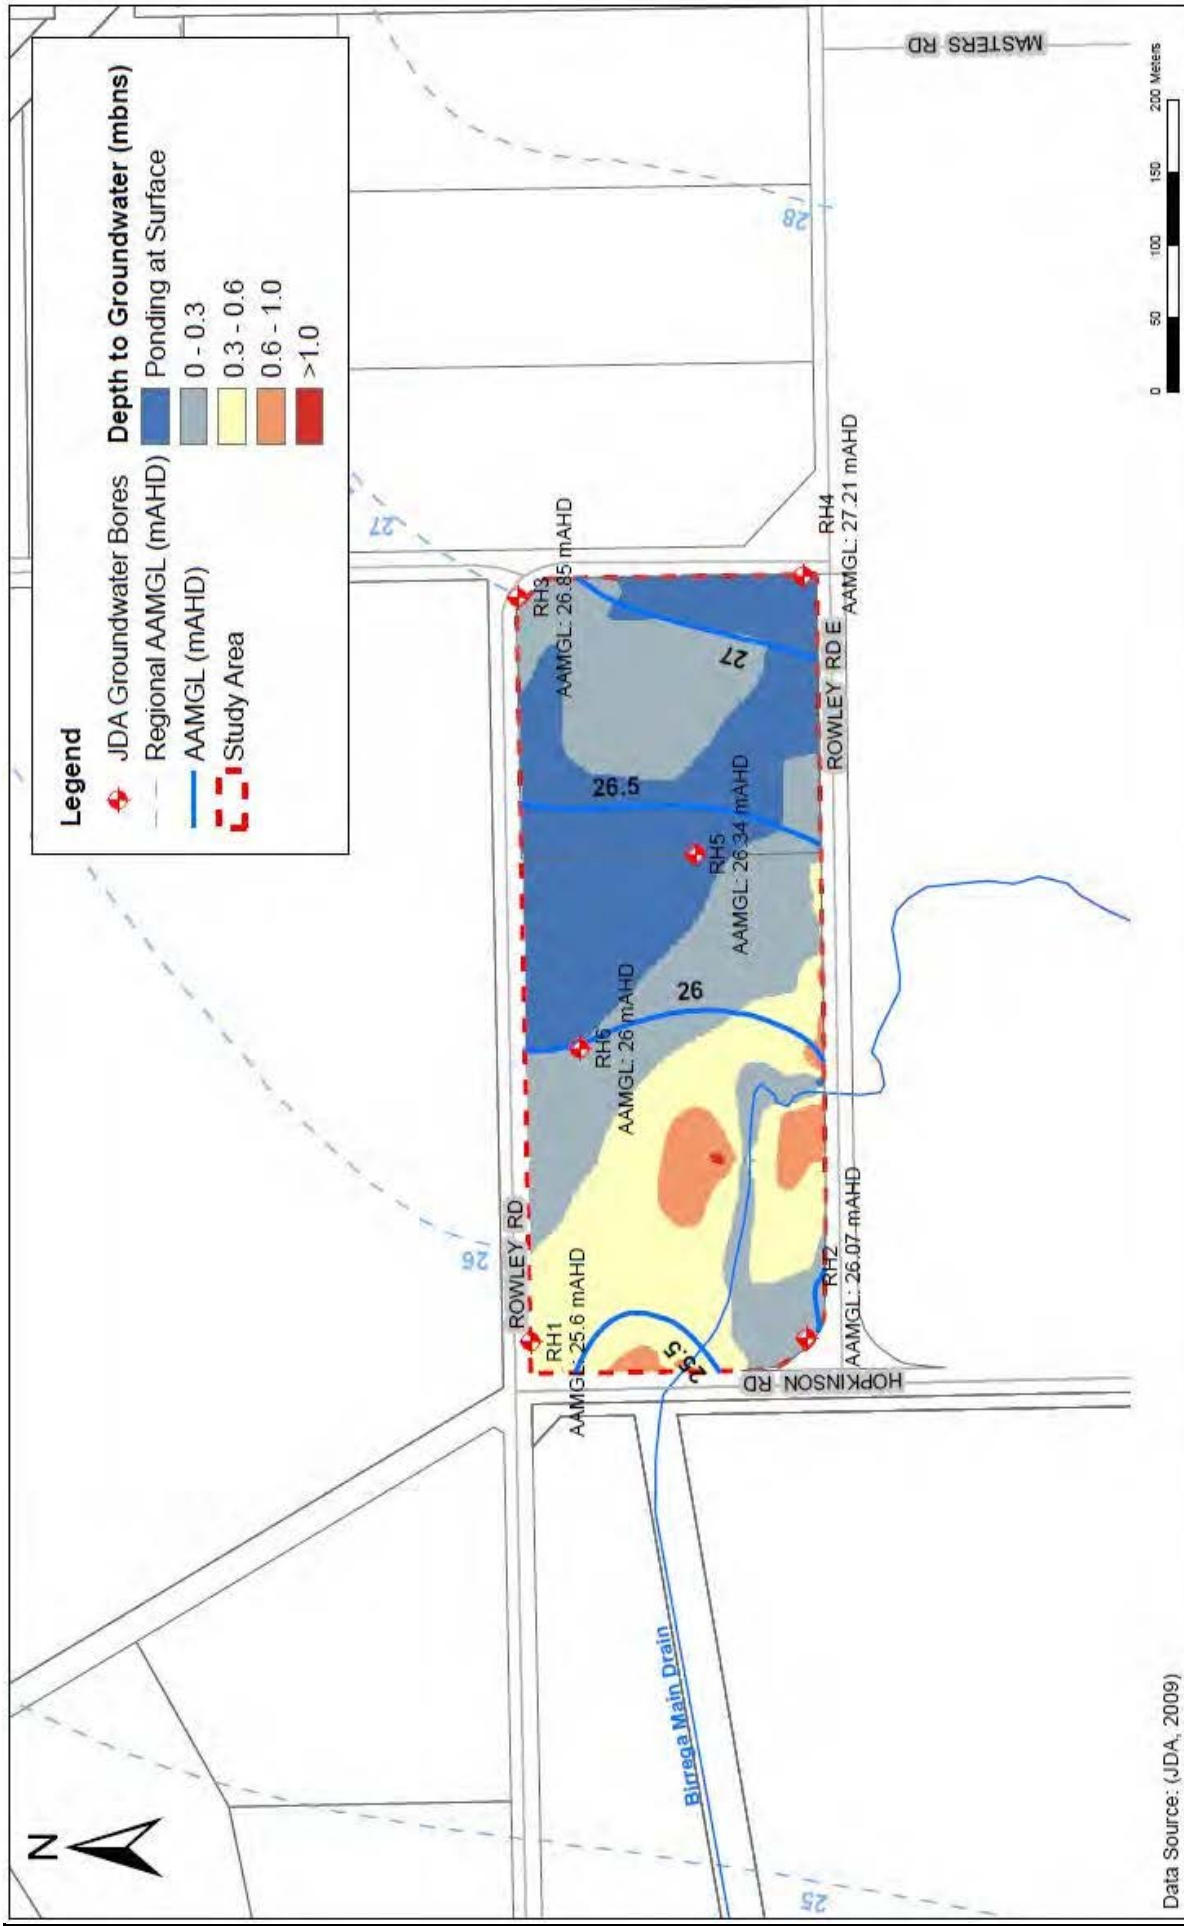 N
Legend
JDA Groundwater Bores
Regional AAMGL (mAHD)
AAMGL (mAHD)
Study Area
Depth to Groundwater (mbns)
Ponding at Surface
0 - 0.3
0.3 - 0.6
0.6 - 1.0
>1.0
25
26
27
28
ROWLEY RD
RH1
AAMGL: 25.6 mAHD
RH6
AAMGL: 26 mAHD
RH3
AAMGL: 26.85 mAHD
25.5
26
26.5
27
RH5
AAMGL: 26.34 mAHD
RH2
AAMGL: 26.07 mAHD
RH4
AAMGL: 27.21 mAHD
ROWLEY RD E
HOPKINSON RD
MASTERS RD
Birrega Main Drain
0 50 100 150 200 Meters
Data Source: (JDA, 2009)